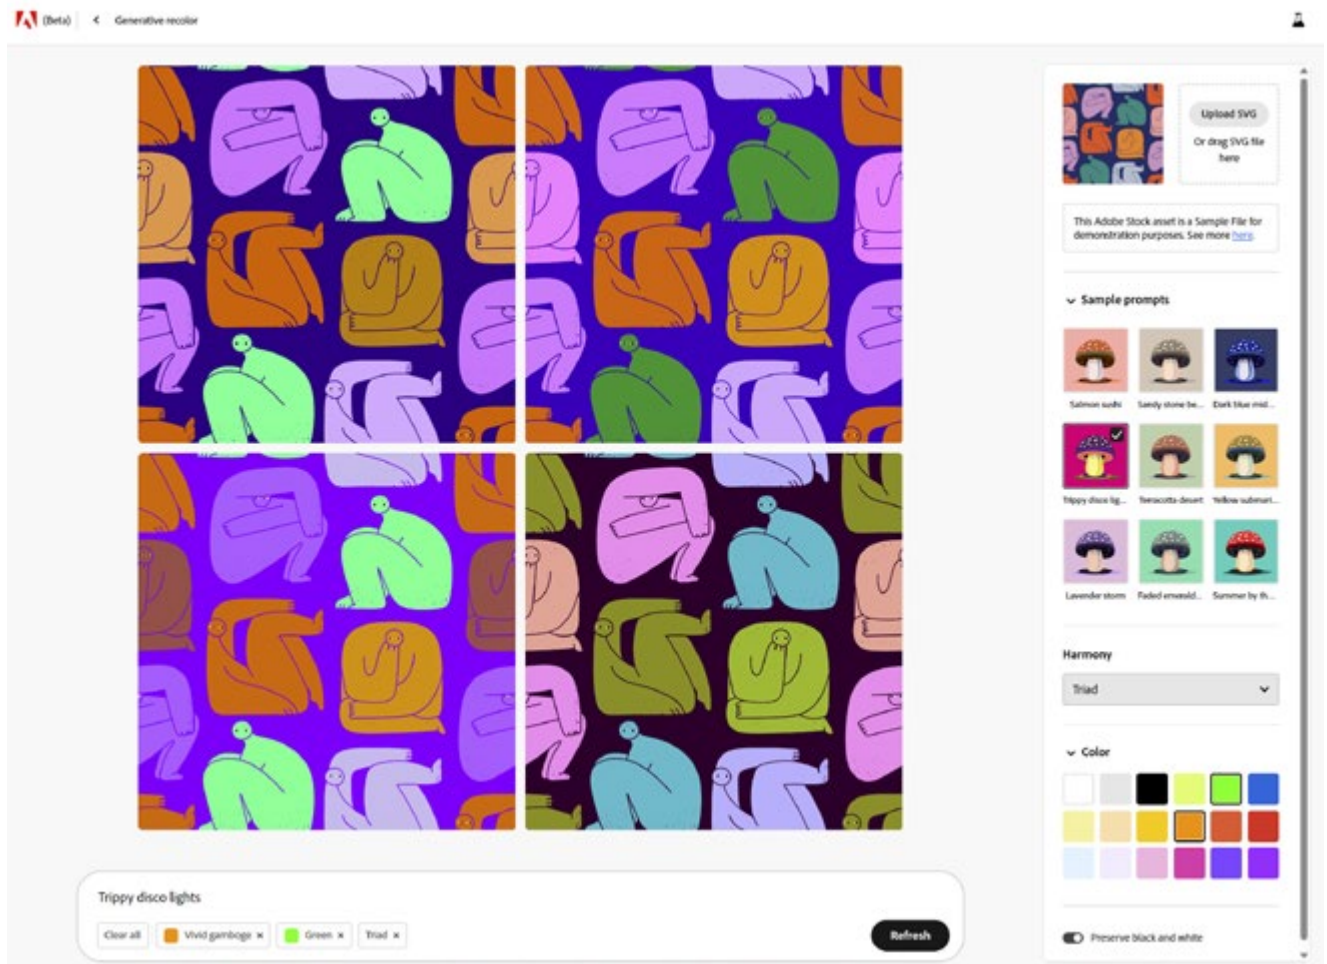 (Beta)
Generative recolor
Upload SVG
Or drag SVG file
here
This Adobe Stock asset is a Sample File for
demonstration purposes. See more here.
Sample prompts
Salmon sushi
Sandy stone be...
Dark blue mid...
Trippy disco lig...
Terracotta desert
Yellow submari...
Lavender storm
Faded emerald...
Summer by th...
Harmony
Triad
Color
Preserve black and white
Trippy disco lights
Clear all
Vivid gamboge ×
Green ×
Triad ×
Refresh